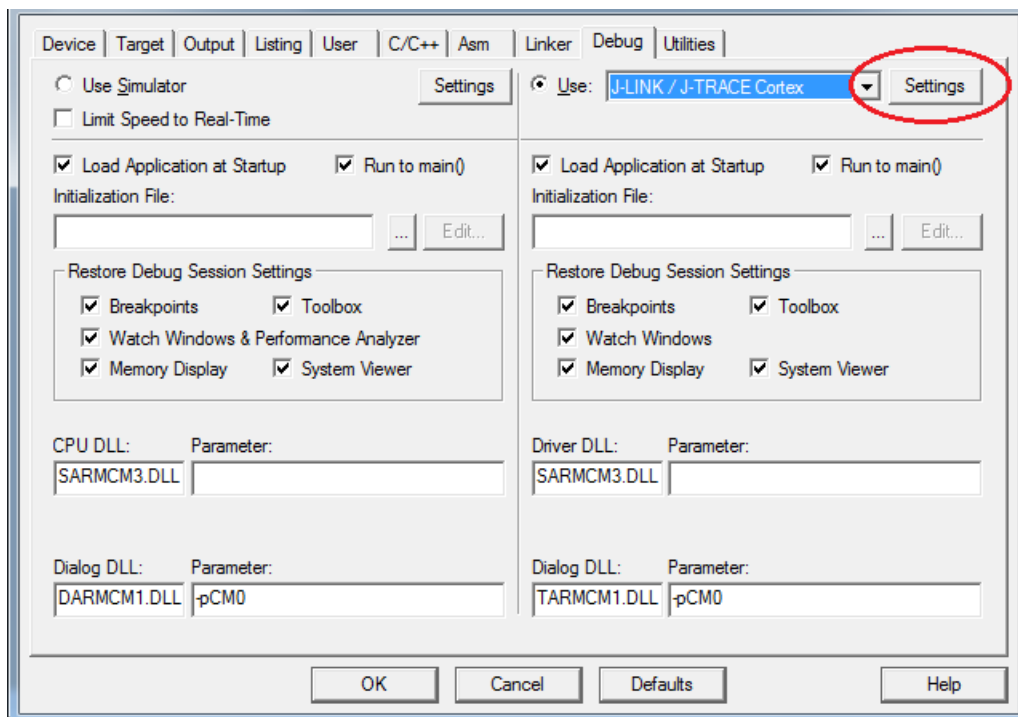 Device Target Output Listing User C/C++ Asm Linker Debug Utilities
Use Simulator Settings
Limit Speed to Real-Time
Use: J-LINK / J-TRACE Cortex Settings
Load Application at Startup Run to main()
Initialization File:
... Edit...
Load Application at Startup Run to main()
Initialization File:
... Edit...
Restore Debug Session Settings
Breakpoints Toolbox
Watch Windows & Performance Analyzer
Memory Display System Viewer
Restore Debug Session Settings
Breakpoints Toolbox
Watch Windows
Memory Display System Viewer
CPU DLL: Parameter:
SARMCM3.DLL
Driver DLL: Parameter:
SARMCM3.DLL
Dialog DLL: Parameter:
DARMCM1.DLL -pCM0
Dialog DLL: Parameter:
TARMCM1.DLL -pCM0
OK Cancel Defaults Help